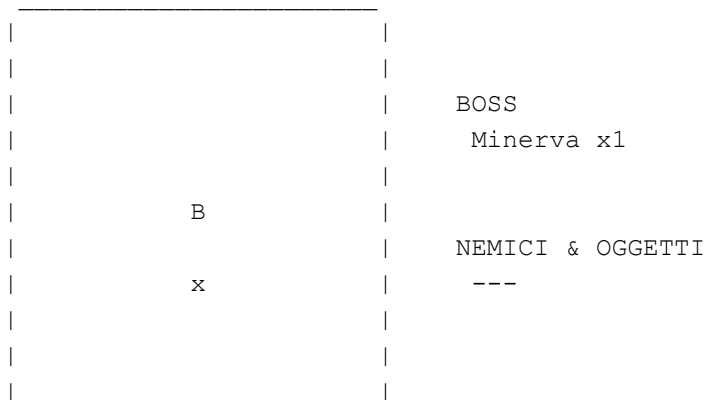 BOSS
Minerva x1
B
NEMICI & OGGETTI
x
---